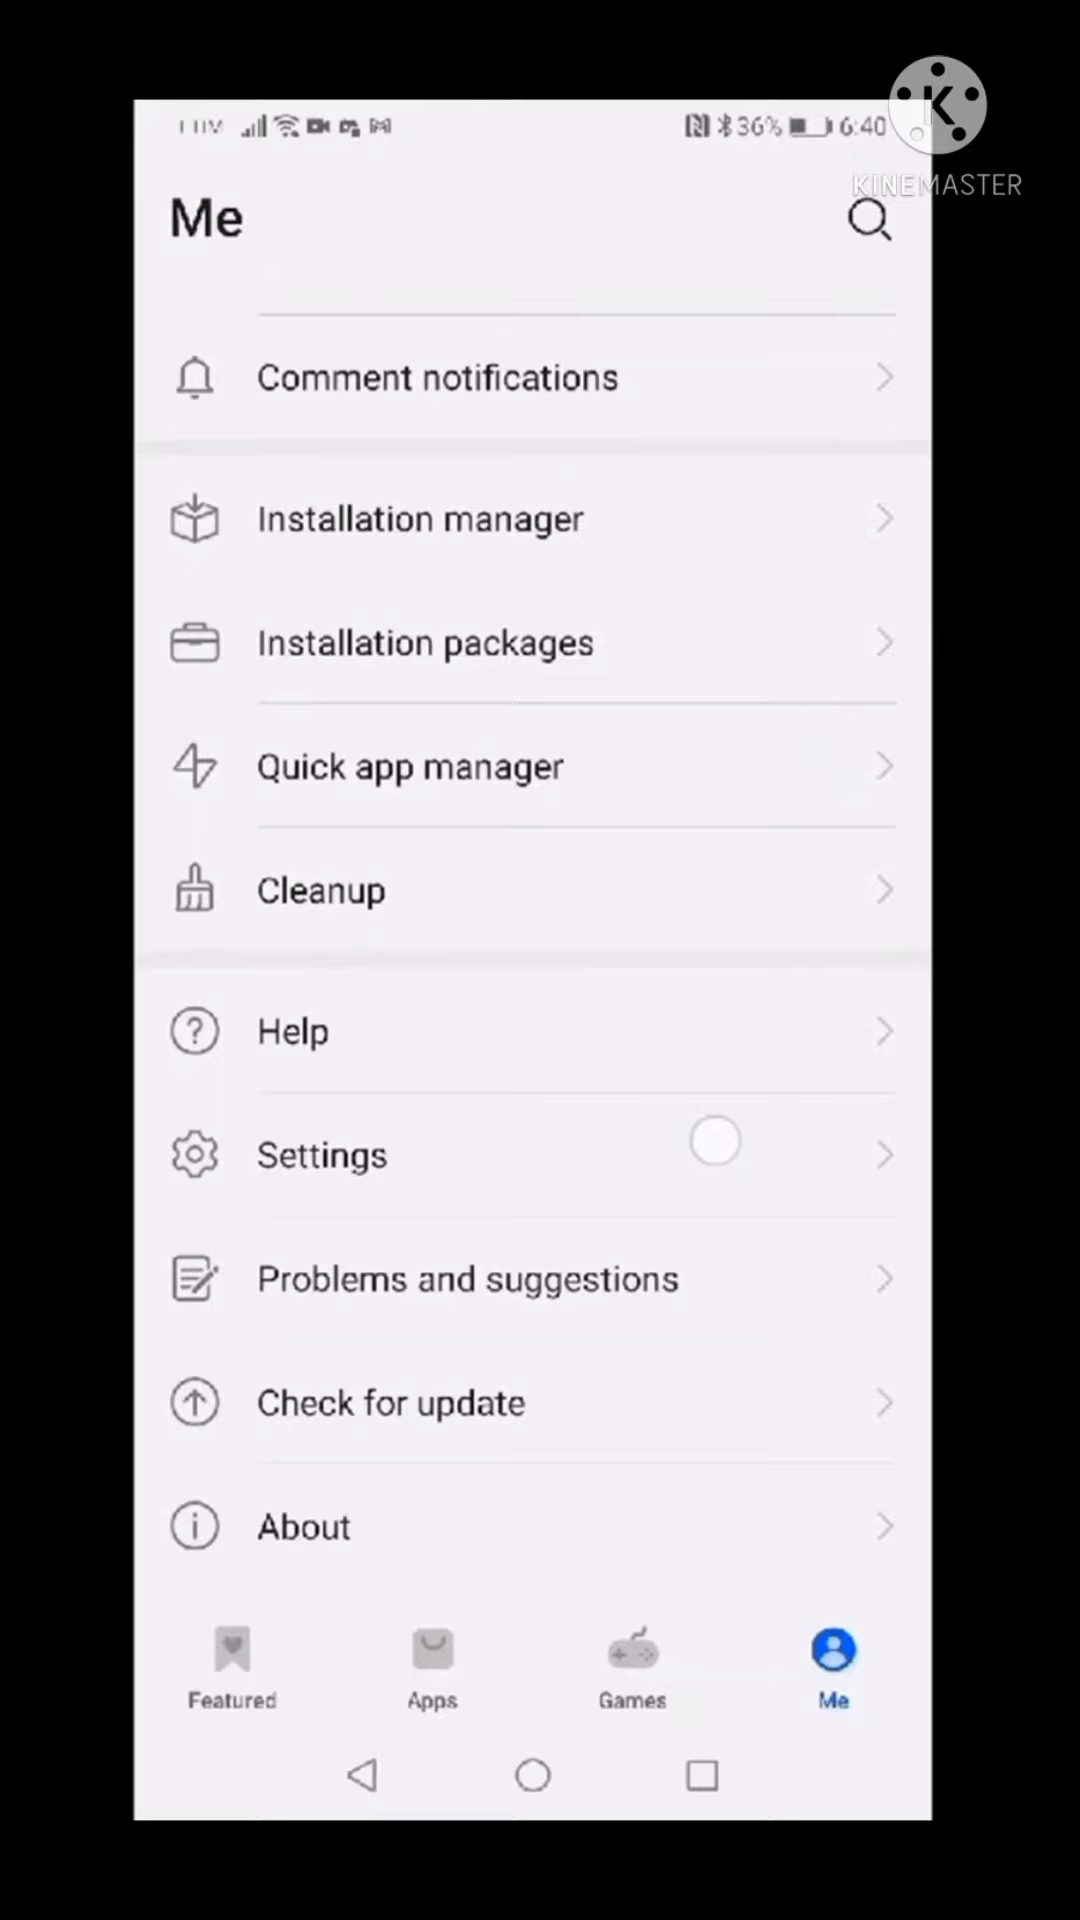 36% 6:40
K
KINEMASTER
Me
Comment notifications
Installation manager
Installation packages
Quick app manager
Cleanup
Help
Settings
Problems and suggestions
Check for update
About
Featured Apps Games Me